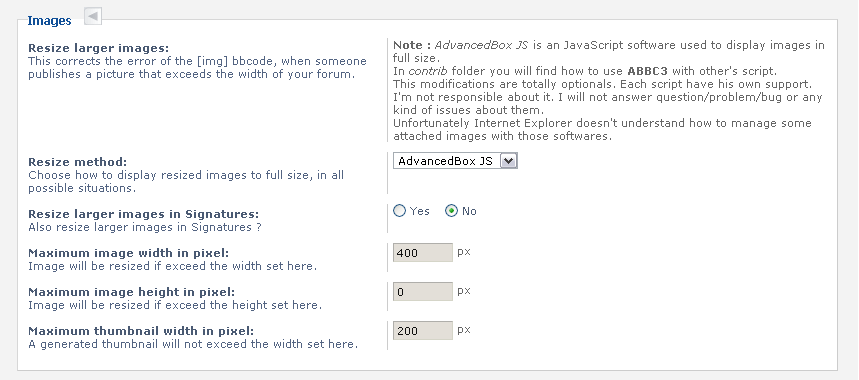 Images
Resize larger images:
This corrects the error of the [img] bbcode, when someone
publishes a picture that exceeds the width of your forum.
Note : AdvancedBox JS is an JavaScript software used to display images in
full size.
In contrib folder you will find how to use ABBC3 with other's script.
This modifications are totally optionals. Each script have his own support.
I'm not responsible about it. I will not answer question/problem/bug or any
kind of issues about them.
Unfortunately Internet Explorer doesn't understand how to manage some
attached images with those softwares.
Resize method:
Choose how to display resized images to full size, in all
possible situations.
AdvancedBox JS
Resize larger images in Signatures:
Also resize larger images in Signatures ?
Yes No
Maximum image width in pixel:
Image will be resized if exceed the width set here.
400 px
Maximum image height in pixel:
Image will be resized if exceed the height set here.
0 px
Maximum thumbnail width in pixel:
A generated thumbnail will not exceed the width set here.
200 px